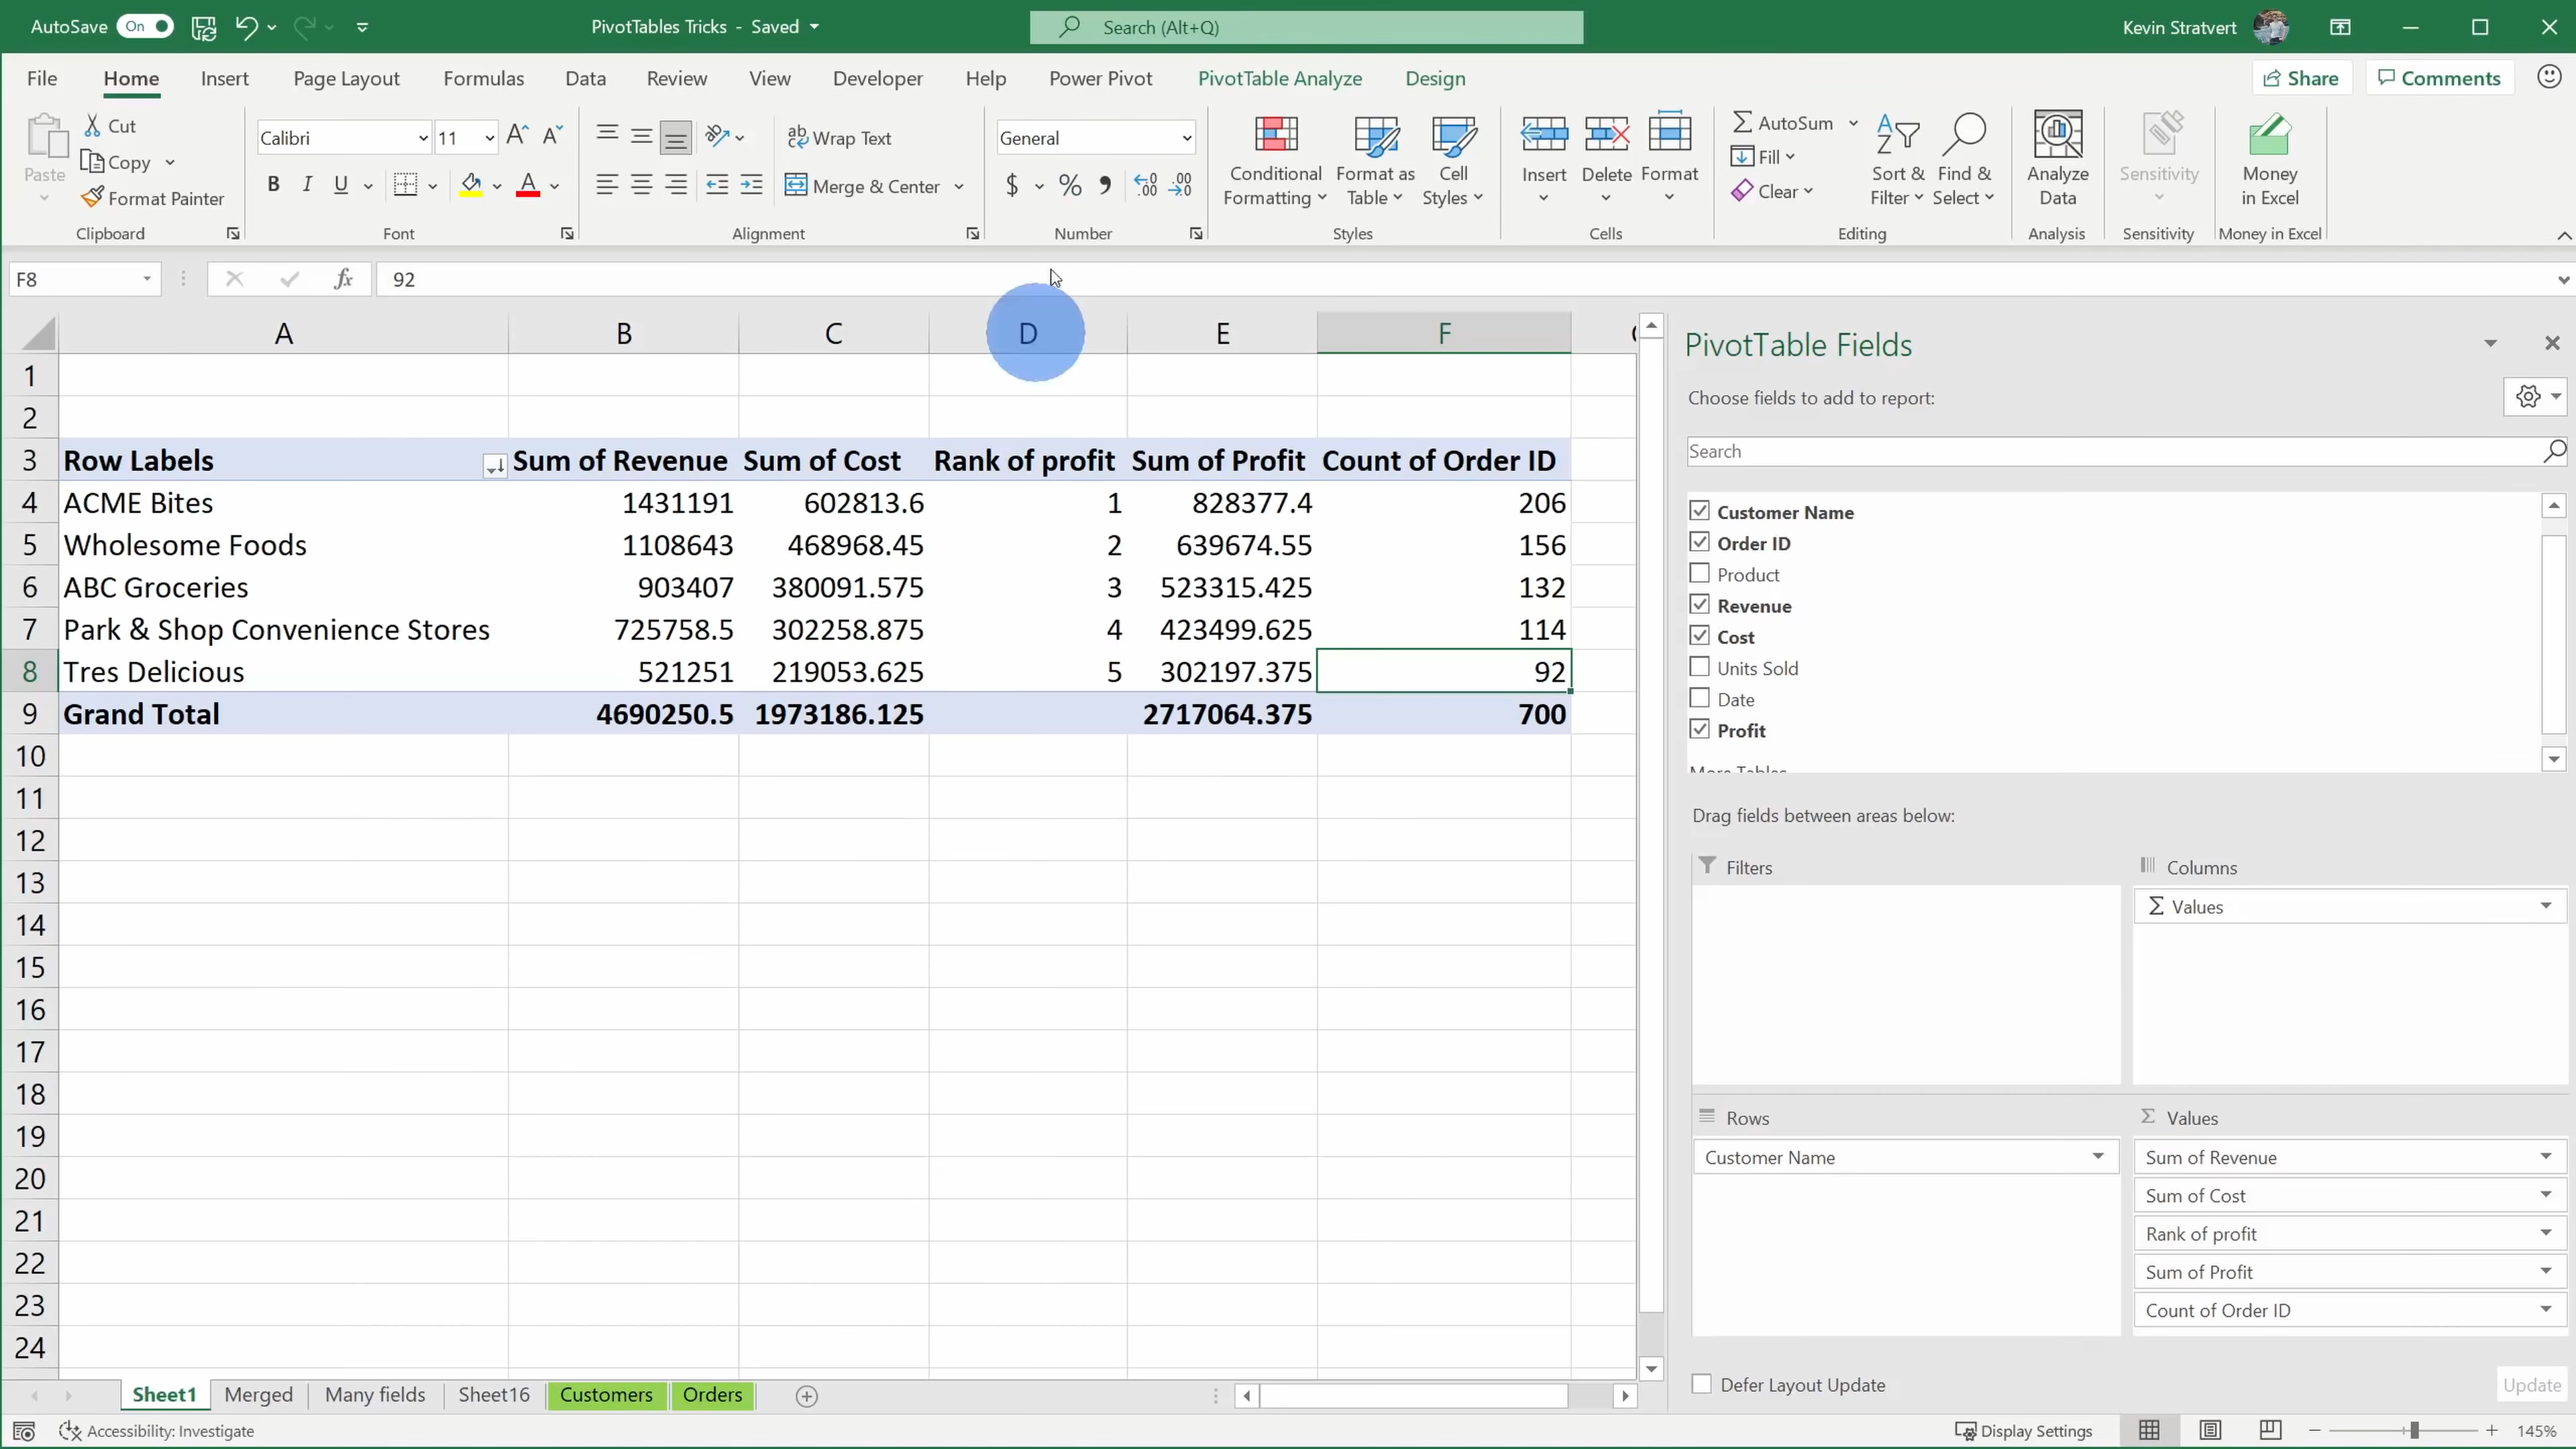 AutoSave On PivotTables Tricks - Saved Search (Alt+Q) Kevin Stratvert
File Home Insert Page Layout Formulas Data Review View Developer Help Power Pivot PivotTable Analyze Design Share Comments
Paste Cut Copy Format Painter
Calibri 11 B I U A
Wrap Text Merge & Center
General $ %
Conditional Formatting Format as Table Cell Styles
Insert Delete Format
AutoSum Fill Clear Sort & Filter Find & Select
Analyze Data Sensitivity Money in Excel
Clipboard Font Alignment Number Styles Cells Editing Analysis Sensitivity Money in Excel
F8 fx 92
A B C D E F
1
2
3 Row Labels Sum of Revenue Sum of Cost Rank of profit Sum of Profit Count of Order ID
4 ACME Bites 1431191 602813.6 1 828377.4 206
5 Wholesome Foods 1108643 468968.45 2 639674.55 156
6 ABC Groceries 903407 380091.575 3 523315.425 132
7 Park & Shop Convenience Stores 725758.5 302258.875 4 423499.625 114
8 Tres Delicious 521251 219053.625 5 302197.375 92
9 Grand Total 4690250.5 1973186.125 2717064.375 700
10
11
12
13
14
15
16
17
18
19
20
21
22
23
24
PivotTable Fields
Choose fields to add to report:
Search
Customer Name
Order ID
Product
Revenue
Cost
Units Sold
Date
Profit
More Tables
Drag fields between areas below:
Filters Columns
Σ Values
Rows Σ Values
Customer Name Sum of Revenue
Sum of Cost
Rank of profit
Sum of Profit
Count of Order ID
Defer Layout Update Update
Sheet1 Merged Many fields Sheet16 Customers Orders
Accessibility: Investigate Display Settings 145%